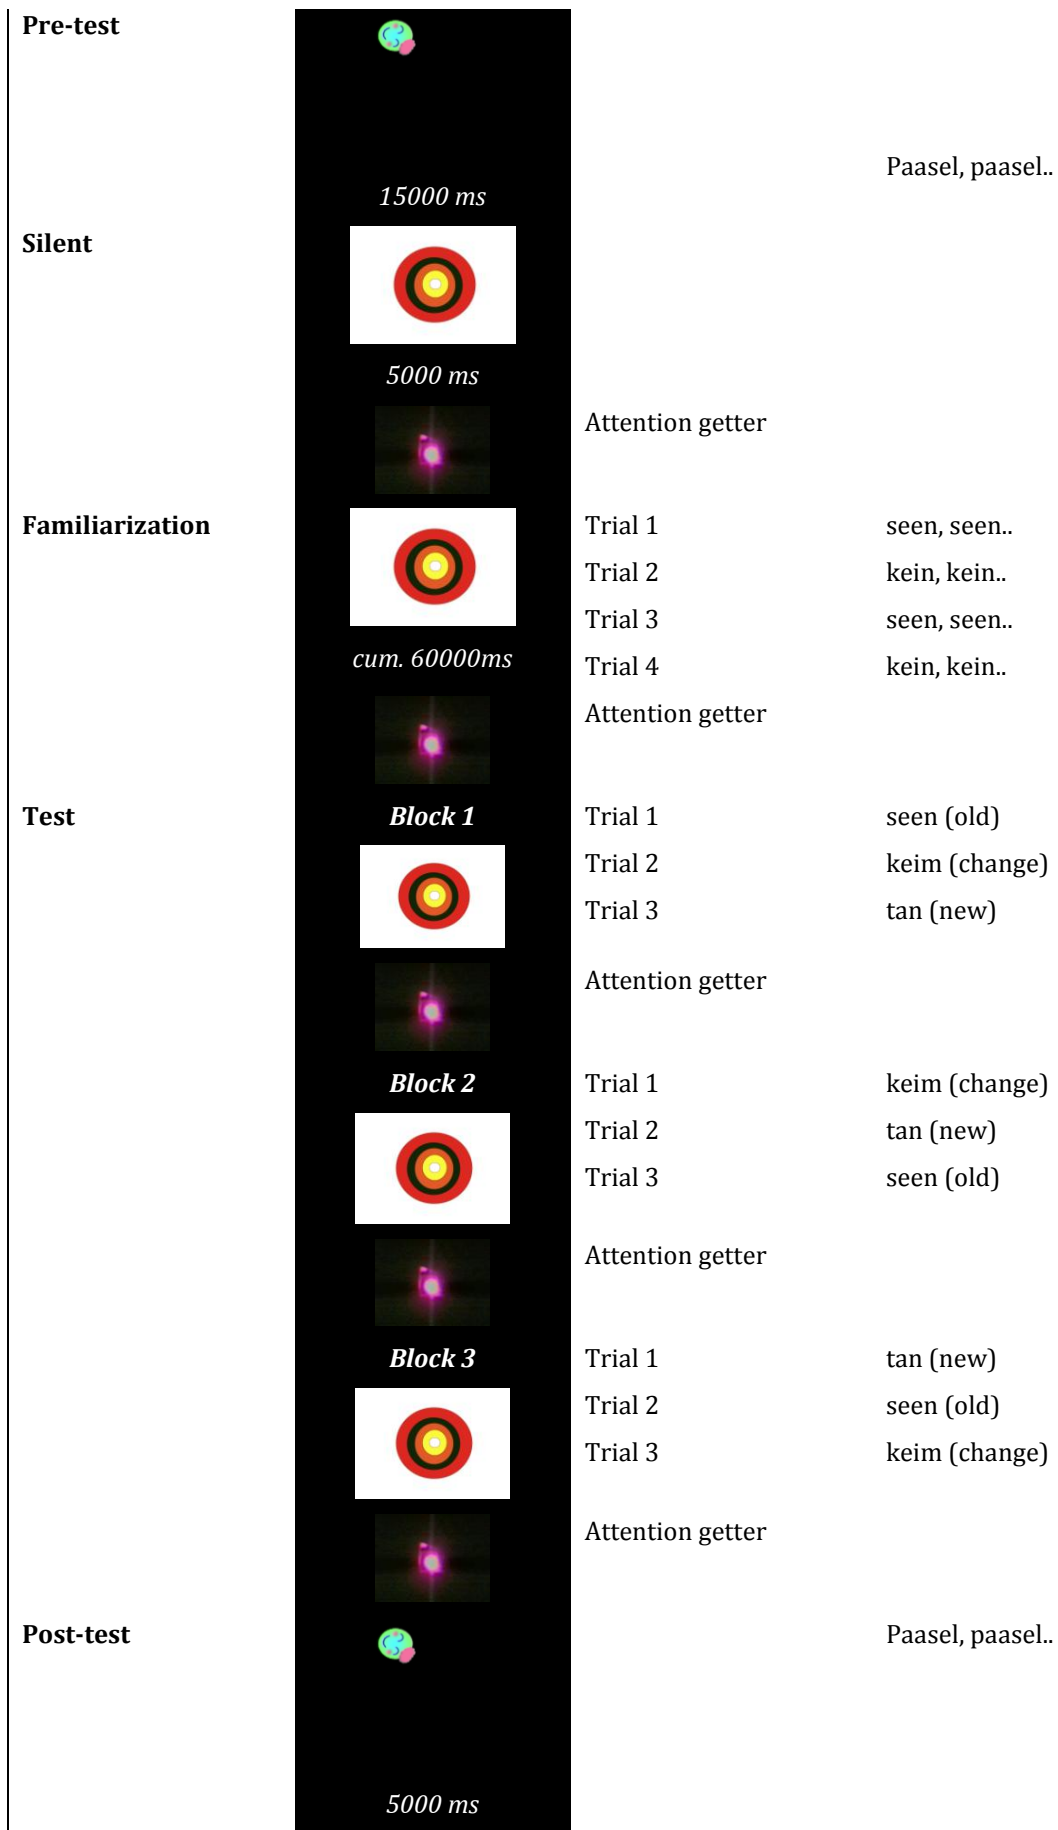 Pre-test
Paasel, paasel..
15000 ms
Silent
5000 ms
Attention getter
Familiarization Trial 1 seen, seen..
Trial 2 kein, kein..
Trial 3 seen, seen..
cum. 60000ms Trial 4 kein, kein..
Attention getter
Test Block 1 Trial 1 seen (old)
Trial 2 keim (change)
Trial 3 tan (new)
Attention getter
Block 2 Trial 1 keim (change)
Trial 2 tan (new)
Trial 3 seen (old)
Attention getter
Block 3 Trial 1 tan (new)
Trial 2 seen (old)
Trial 3 keim (change)
Attention getter
Post-test Paasel, paasel..
5000 ms